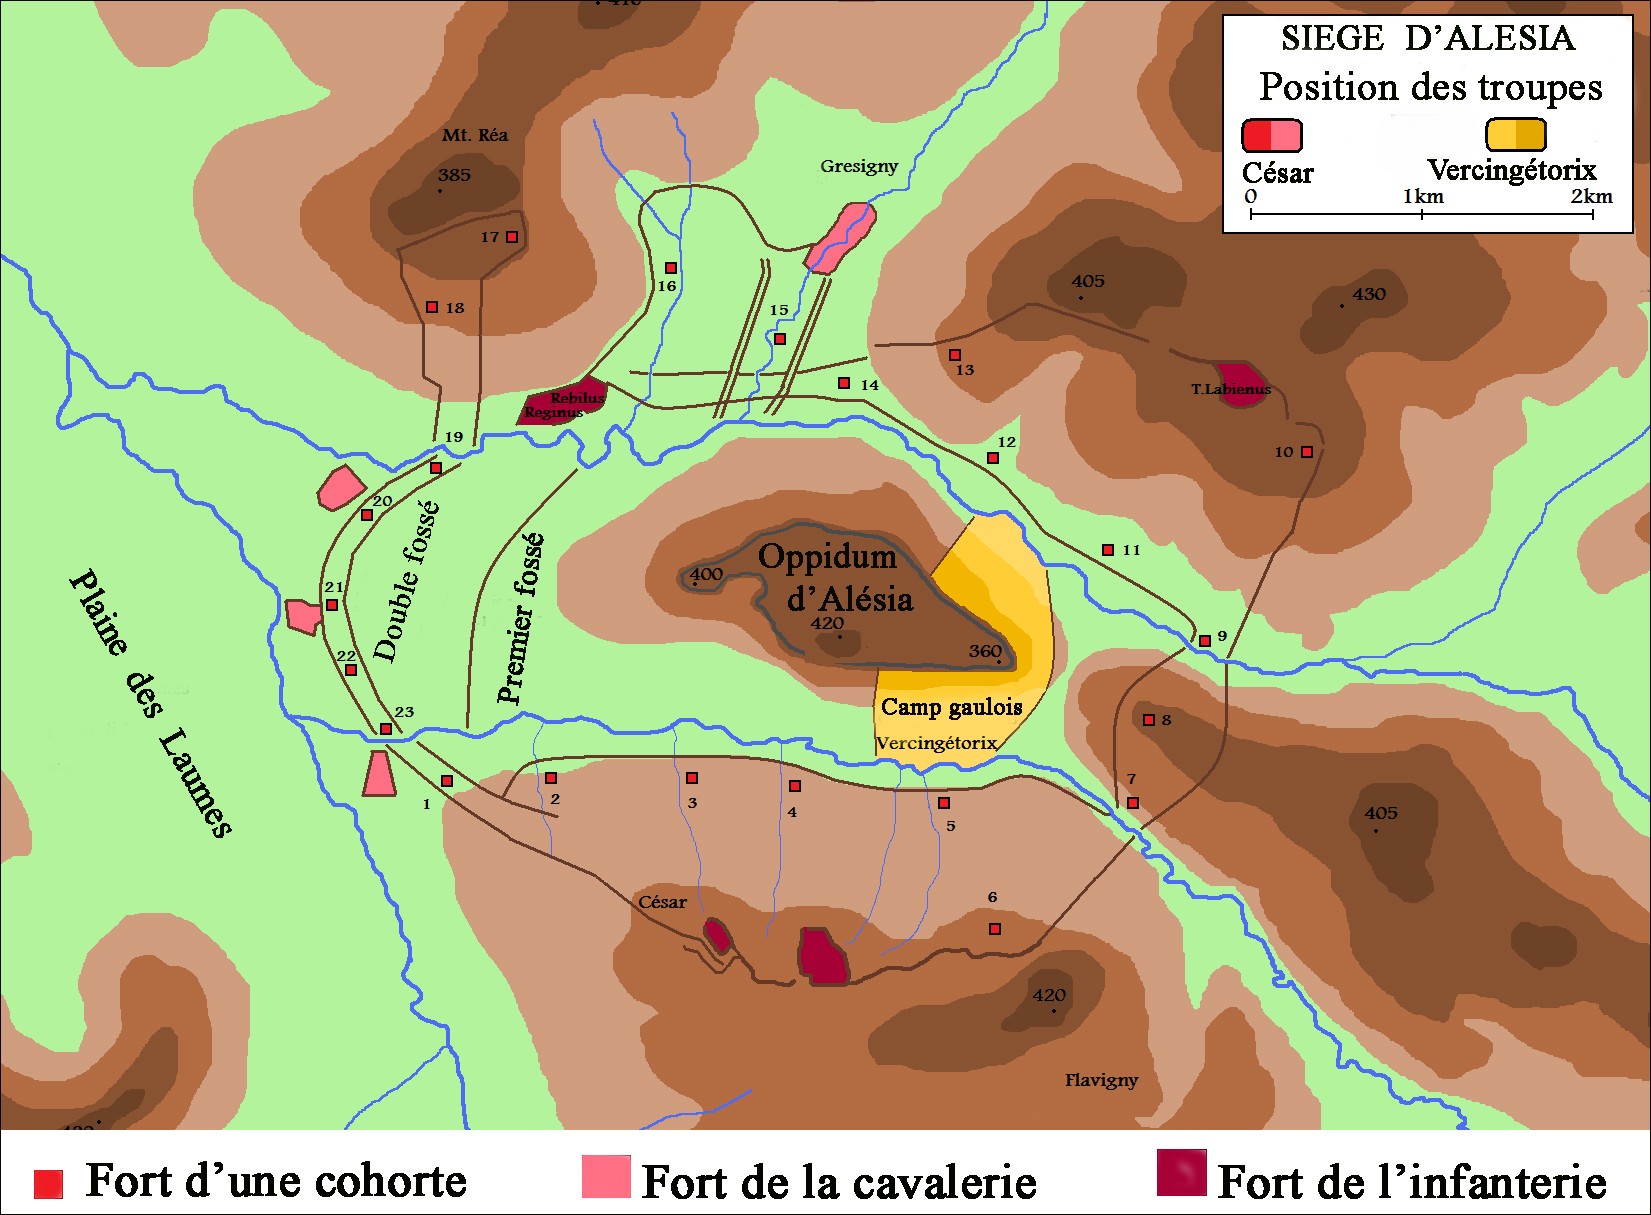 SIEGE D'ALESIA
Position des troupes
César
Vercingétorix
0
1km
2km
Mt. Réa
385
Gresigny
17
18
16
15
14
13
405
430
T.Labienus
10
Rebilus
Reginus
12
11
19
20
21
22
23
Double fossé
Premier fossé
Plaine des Laumes
Oppidum
d'Alésia
400
420
360
Camp gaulois
Vercingétorix
9
8
7
1
2
3
4
5
6
405
César
420
Flavigny
Fort d'une cohorte
Fort de la cavalerie
Fort de l'infanterie